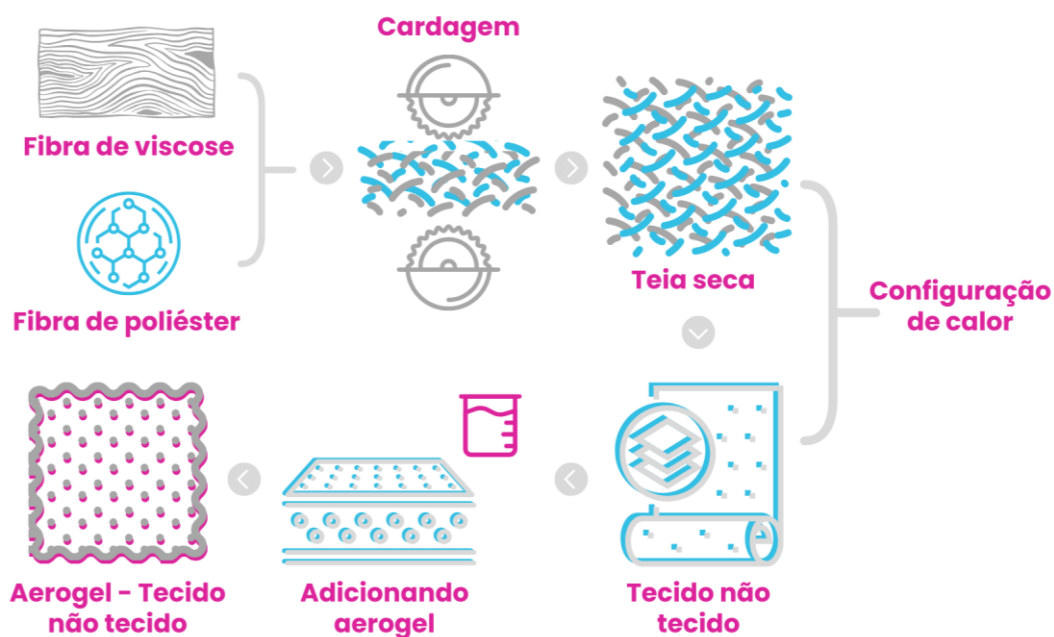 Cardagem
Fibra de viscose
Fibra de poliéster
Teia seca
Configuração
de calor
Aerogel - Tecido
não tecido
Adicionando
aerogel
Tecido não
tecido